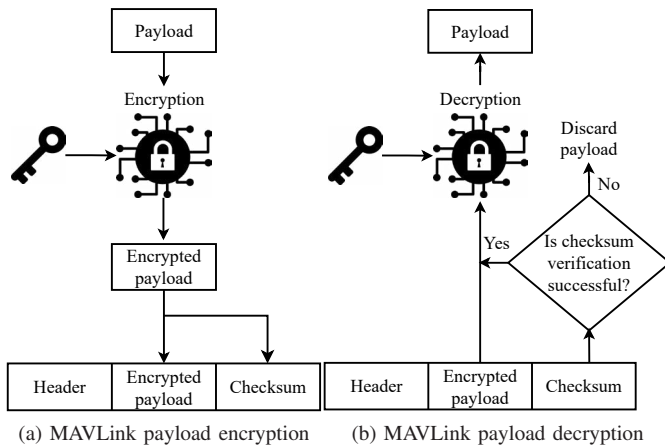 Payload
Encryption
Encrypted
payload
Header
Encrypted
payload
Checksum
(a) MAVLink payload encryption
Payload
Decryption
Discard
payload
No
Yes
Is checksum
verification
successful?
Header
Encrypted
payload
Checksum
(b) MAVLink payload decryption